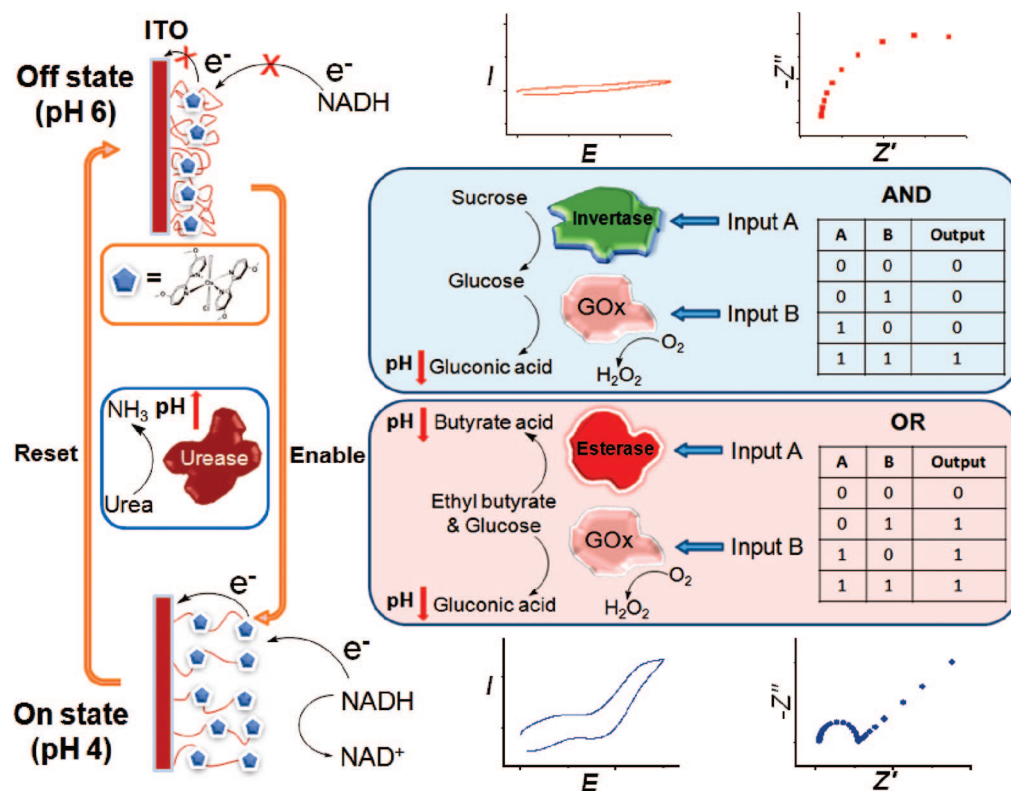 ITO
Off state
(pH 6)
e⁻
X
X
e⁻
NADH
I
E
-Z″
Z′
=
Reset
NH₃
pH
Urease
Urea
Enable
Sucrose
Invertase
Input A
Glucose
GOx
Input B
O₂
H₂O₂
pH
Gluconic acid
AND
A B Output
0 0 0
0 1 0
1 0 0
1 1 1
pH
Butyrate acid
Esterase
Input A
Ethyl butyrate
& Glucose
GOx
Input B
O₂
H₂O₂
pH
Gluconic acid
OR
A B Output
0 0 0
0 1 1
1 0 1
1 1 1
On state
(pH 4)
e⁻
e⁻
NADH
NAD⁺
I
E
-Z″
Z′